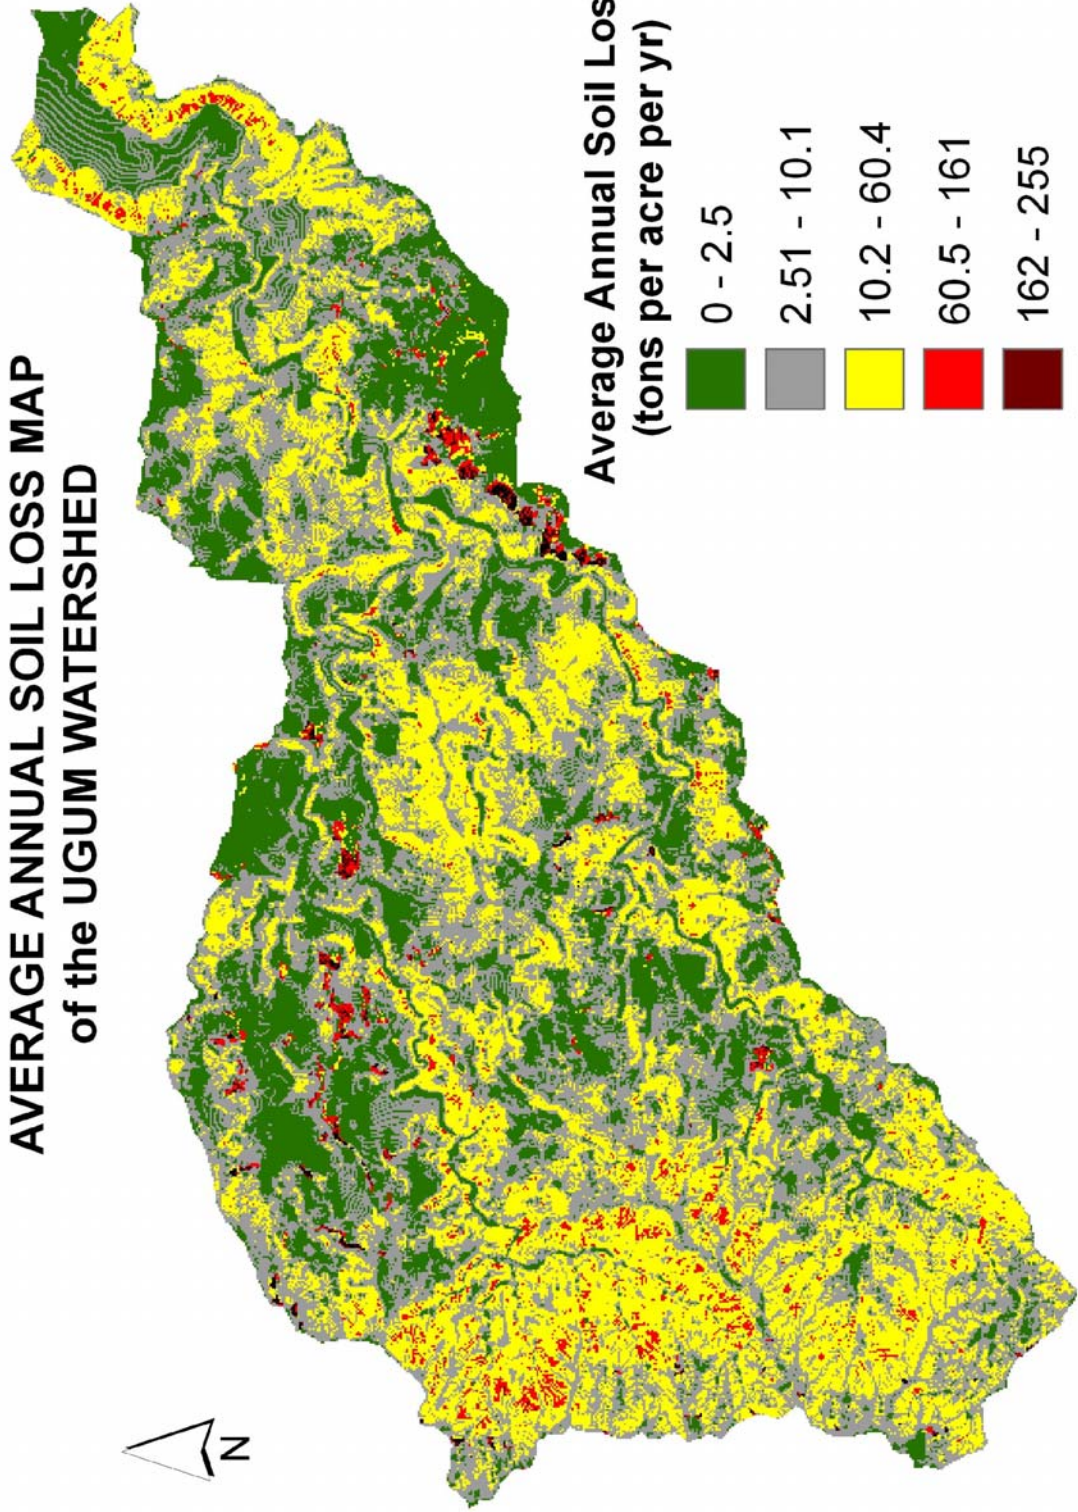 AVERAGE ANNUAL SOIL LOSS MAP
of the UGUM WATERSHED
N
Average Annual Soil Los
(tons per acre per yr)
0 - 2.5
2.51 - 10.1
10.2 - 60.4
60.5 - 161
162 - 255